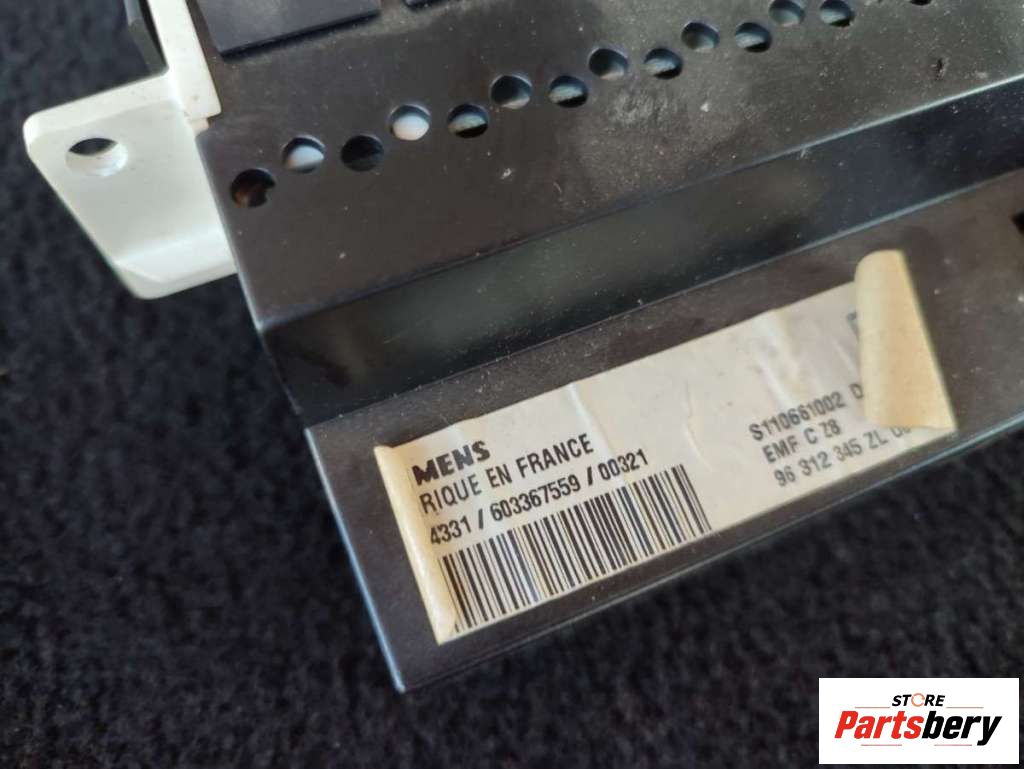 MENS
RIQUE EN FRANCE
4331 / 603367559 / 00321
S110661002 D
EMF C Z8
96 312 345 ZL
STORE
Partsbery